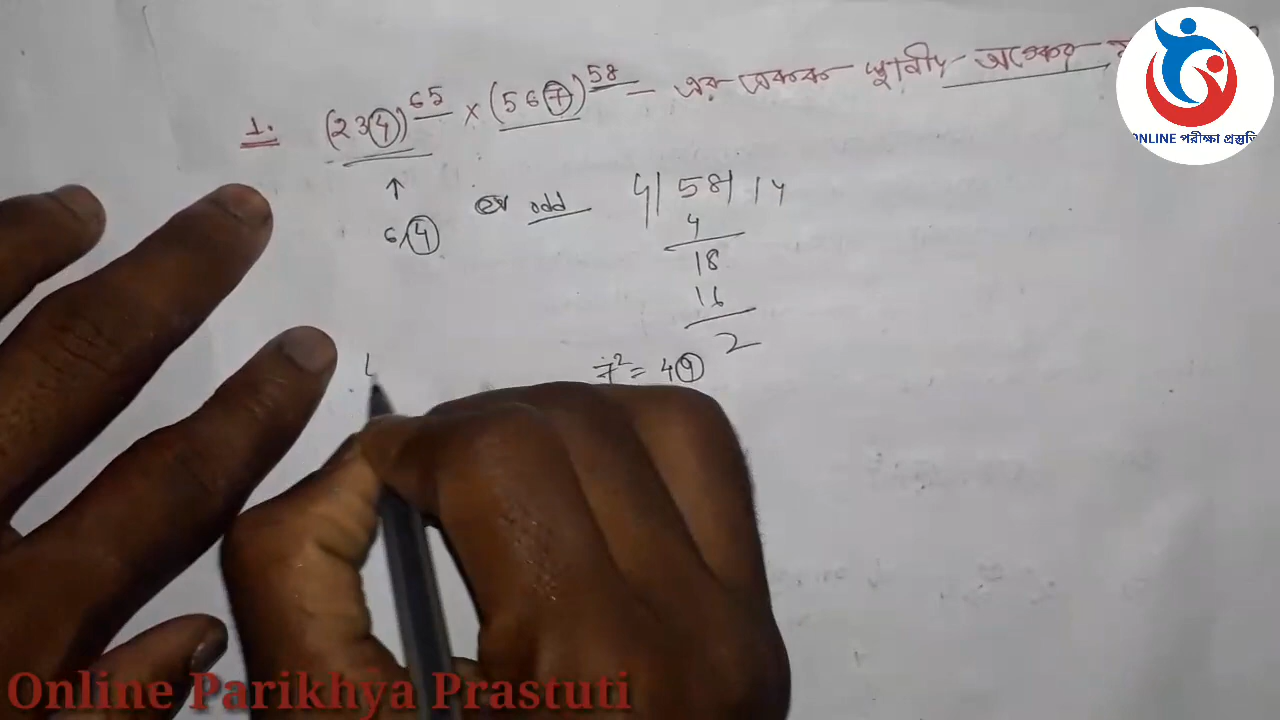 1. (234)^65 × (567)^58 = এর একক
ONLINE পরীক্ষা প্রস্তুতি
odd 4| 58 | 14
6, 4 4
18
16
2
7² = 49
Online Parikhya Prastuti